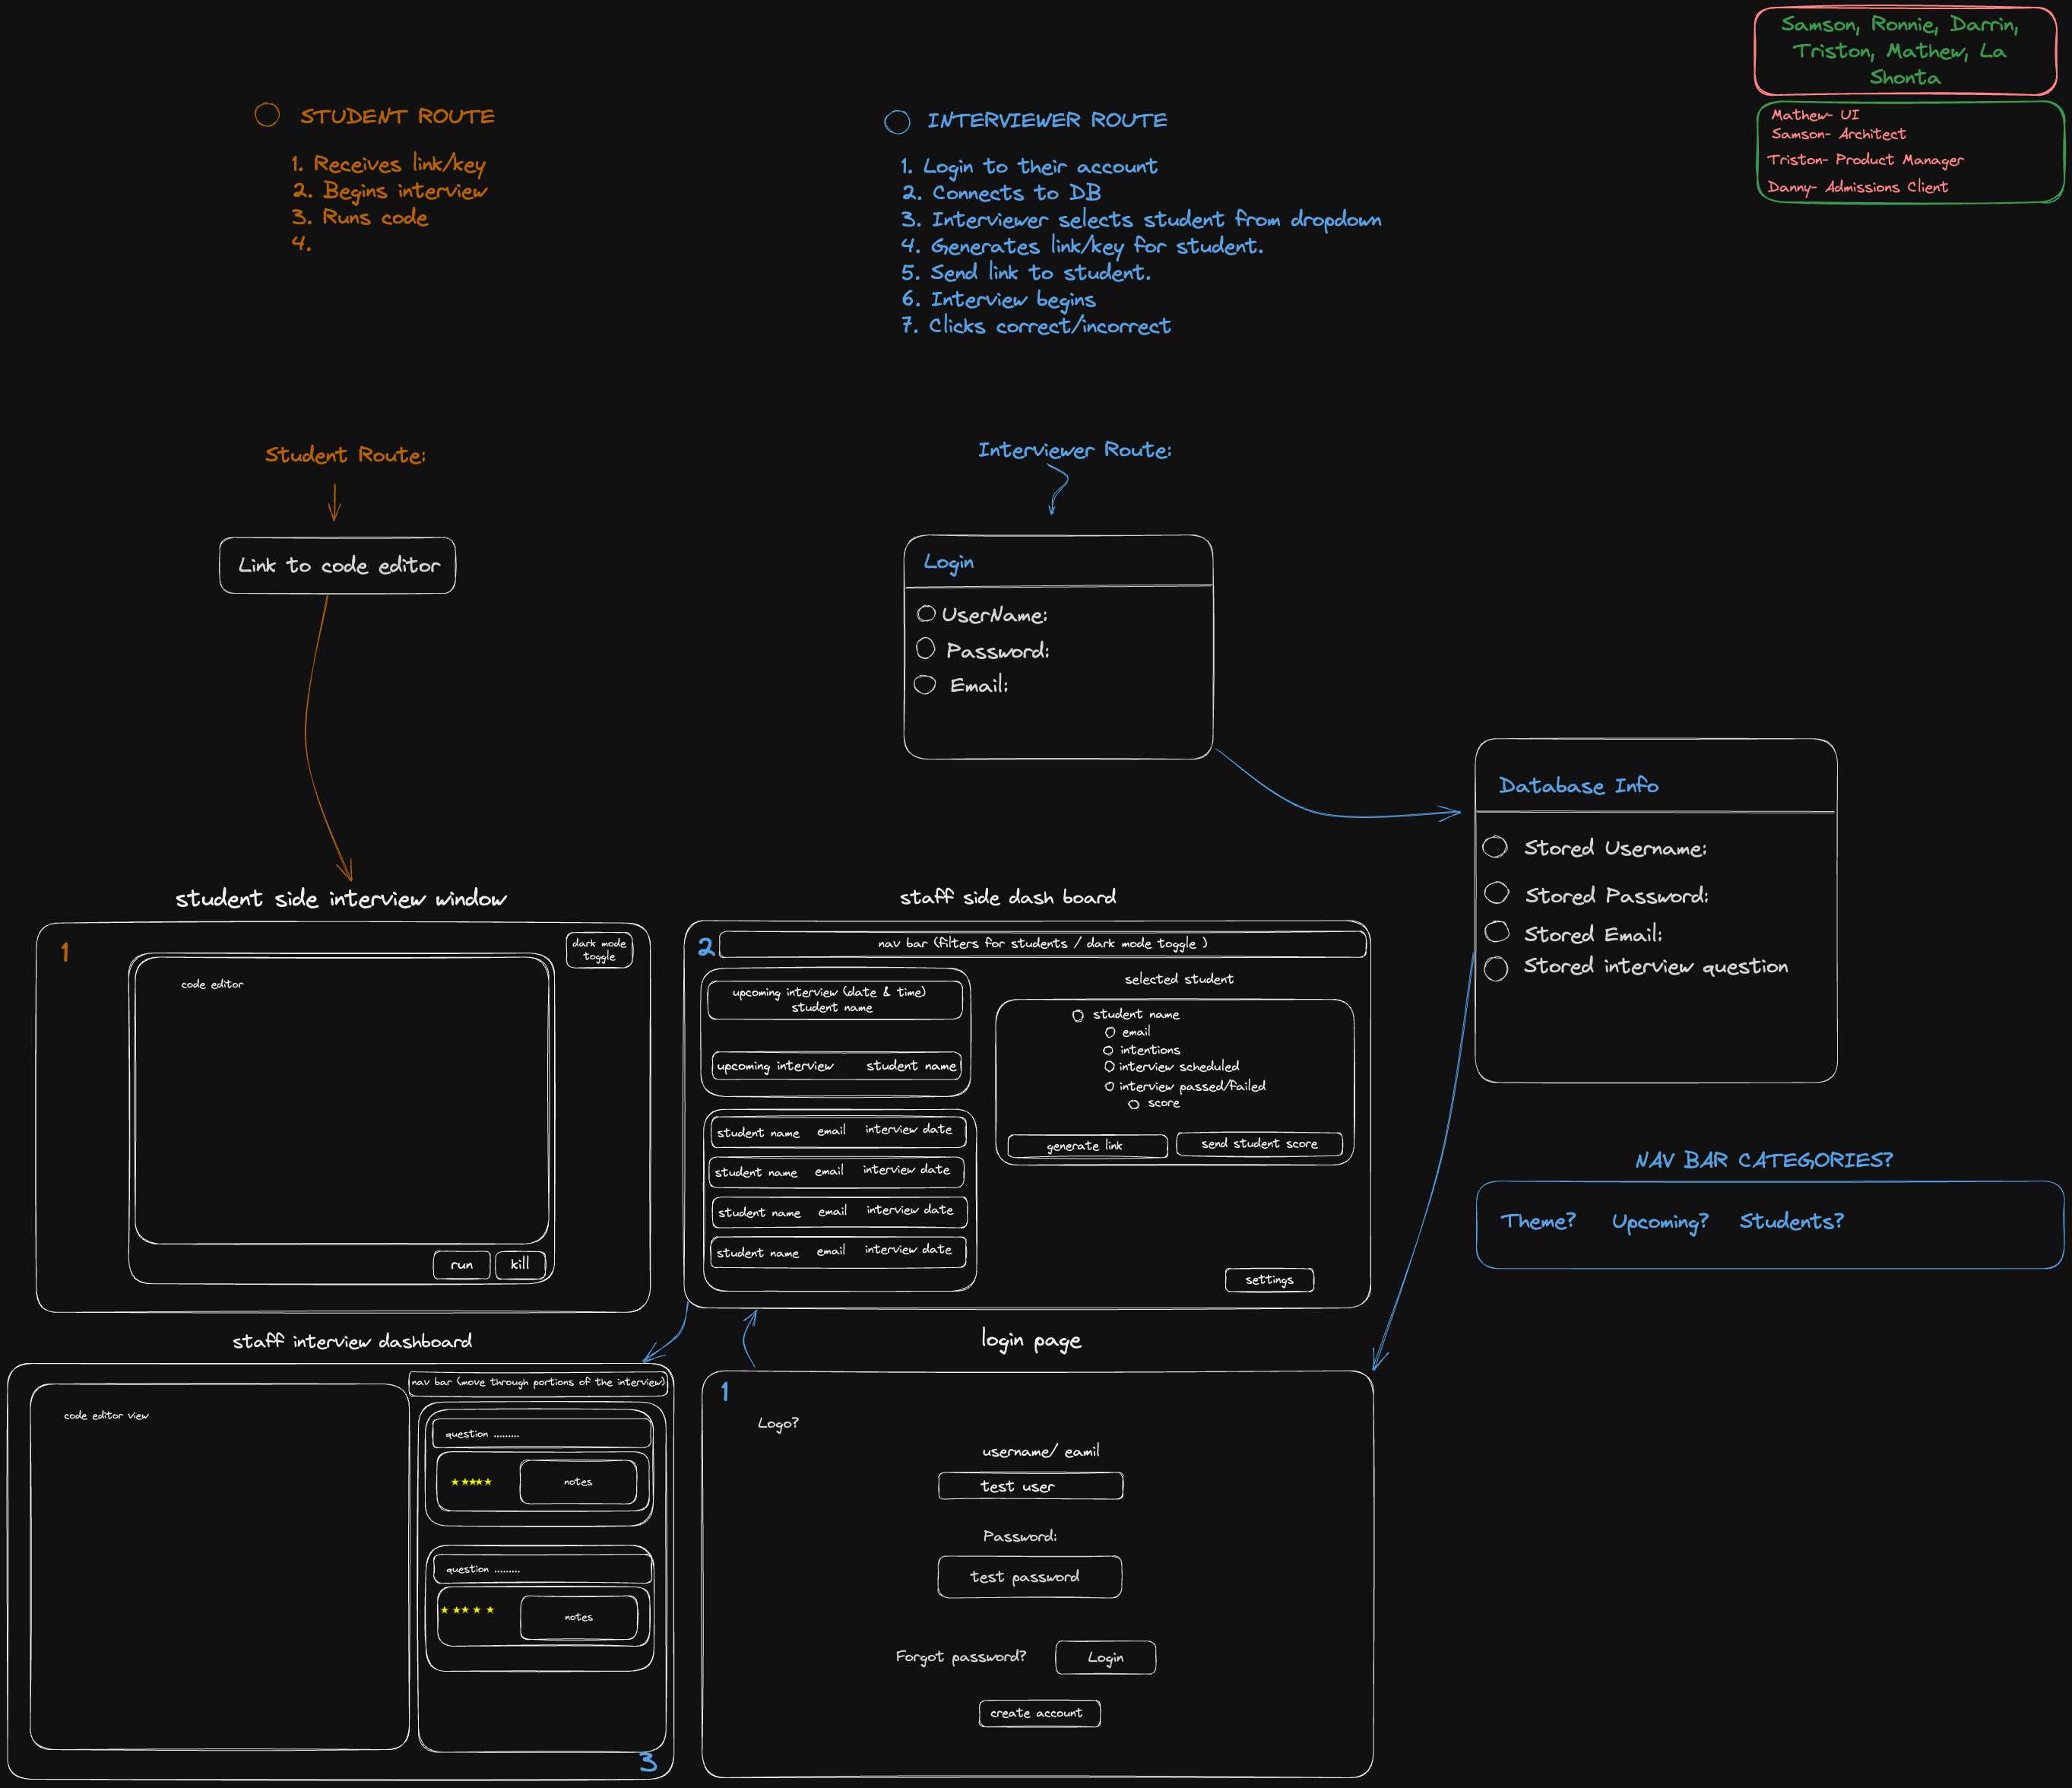 Samson, Ronnie, Darrin,
Triston, Mathew, La
Shonta
Mathew- UI
Samson- Architect
Triston- Product Manager
Danny- Admissions Client
STUDENT ROUTE
1. Receives link/key
2. Begins interview
3. Runs code
4.
INTERVIEWER ROUTE
1. Login to their account
2. Connects to DB
3. Interviewer selects student from dropdown
4. Generates link/key for student.
5. Send link to student.
6. Interview begins
7. Clicks correct/incorrect
Student Route:
Link to code editor
Interviewer Route:
Login
UserName:
Password:
Email:
Database Info
Stored Username:
Stored Password:
Stored Email:
Stored interview question
NAV BAR CATEGORIES?
Theme? Upcoming? Students?
student side interview window
1
dark mode
toggle
code editor
run kill
staff side dash board
2
nav bar (filters for students / dark mode toggle )
upcoming interview (date & time)
student name
upcoming interview student name
student name email interview date
student name email interview date
student name email interview date
student name email interview date
selected student
student name
email
intentions
interview scheduled
interview passed/failed
score
generate link send student score
settings
staff interview dashboard
nav bar (move through portions of the interview)
code editor view
question .........
notes
question .........
notes
3
login page
1
Logo?
username/ eamil
test user
Password:
test password
Forgot password? Login
create account